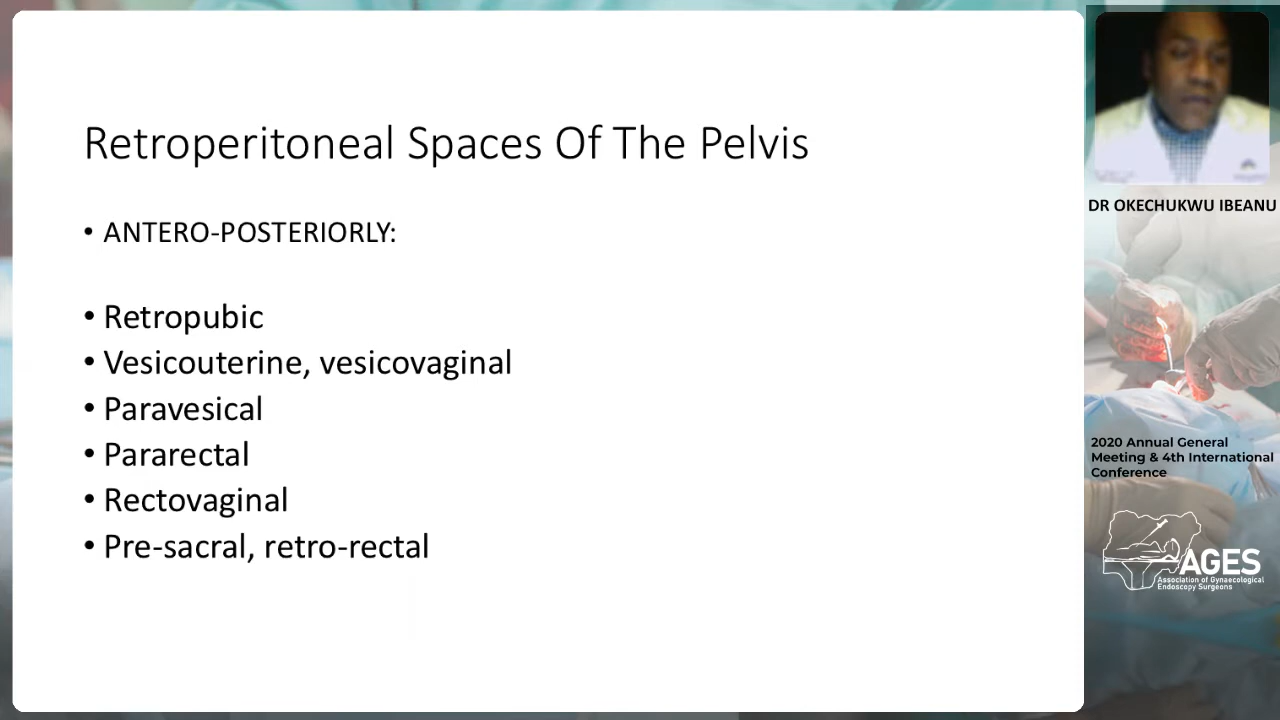 Retroperitoneal Spaces Of The Pelvis
• ANTERO-POSTERIORLY:
• Retropubic
• Vesicouterine, vesicovaginal
• Paravesical
• Pararectal
• Rectovaginal
• Pre-sacral, retro-rectal
DR OKECHUKWU IBEANU
2020 Annual General
Meeting & 4th International
Conference
AGES
Association of Gynaecological
Endoscopy Surgeons